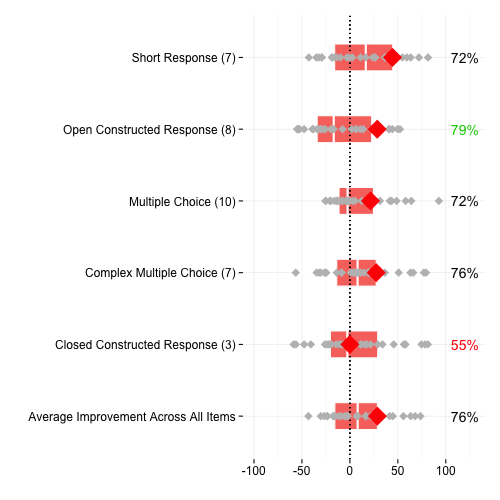 Short Response (7) 72%
Open Constructed Response (8) 79%
Multiple Choice (10) 72%
Complex Multiple Choice (7) 76%
Closed Constructed Response (3) 55%
Average Improvement Across All Items 76%
-100 -50 0 50 100